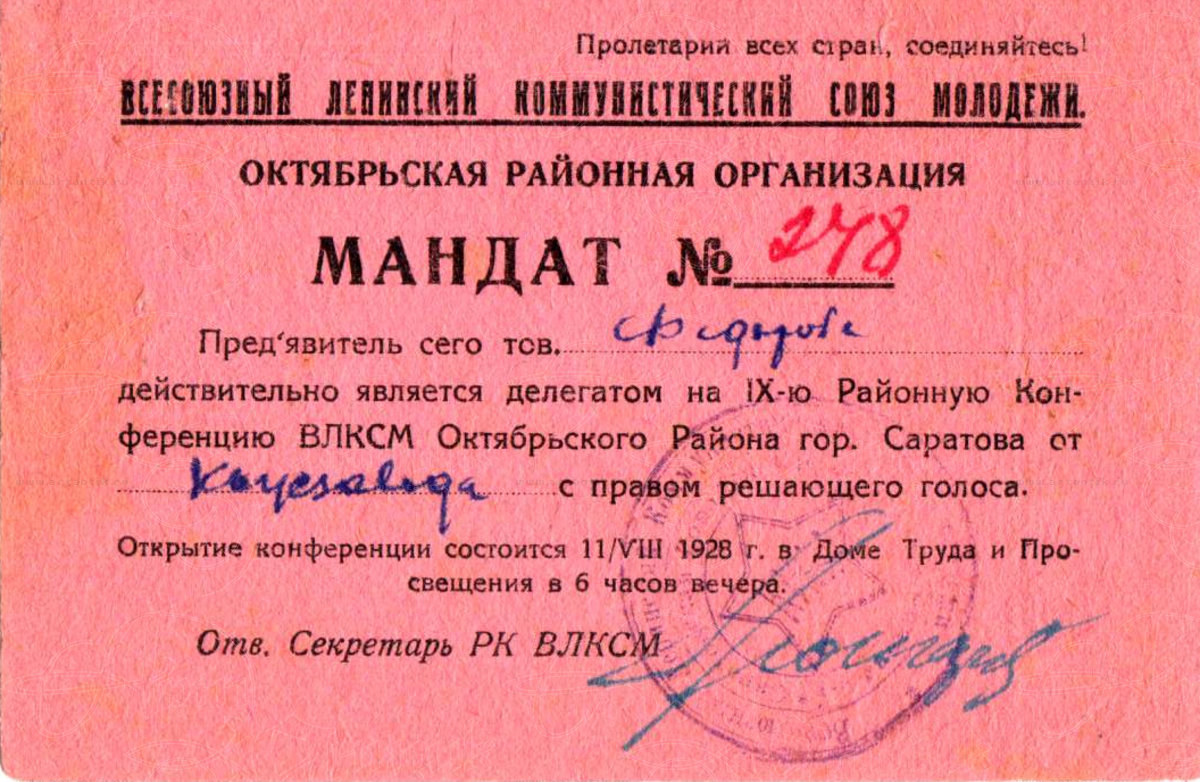 Пролетарии всех стран, соединяйтесь!
ВСЕСОЮЗНЫЙ ЛЕНИНСКИЙ КОММУНИСТИЧЕСКИЙ СОЮЗ МОЛОДЕЖИ.
ОКТЯБРЬСКАЯ РАЙОННАЯ ОРГАНИЗАЦИЯ
МАНДАТ № 248
Пред'явитель сего тов.
действительно является делегатом на IX-ю Районную Кон-
ференцию ВЛКСМ Октябрьского Района гор. Саратова от
с правом решающего голоса.
Открытие конференции состоится 11/VIII 1928 г. в Доме Труда и Про-
свещения в 6 часов вечера.
Отв. Секретарь РК ВЛКСМ